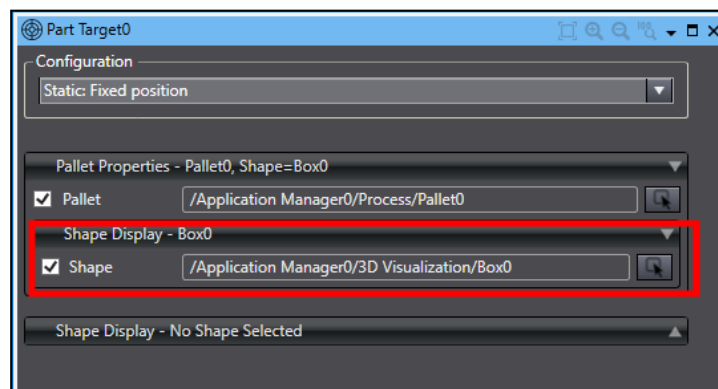 Part Target0
Configuration
Static: Fixed position
Pallet Properties - Pallet0, Shape=Box0
Pallet /Application Manager0/Process/Pallet0
Shape Display - Box0
Shape /Application Manager0/3D Visualization/Box0
Shape Display - No Shape Selected